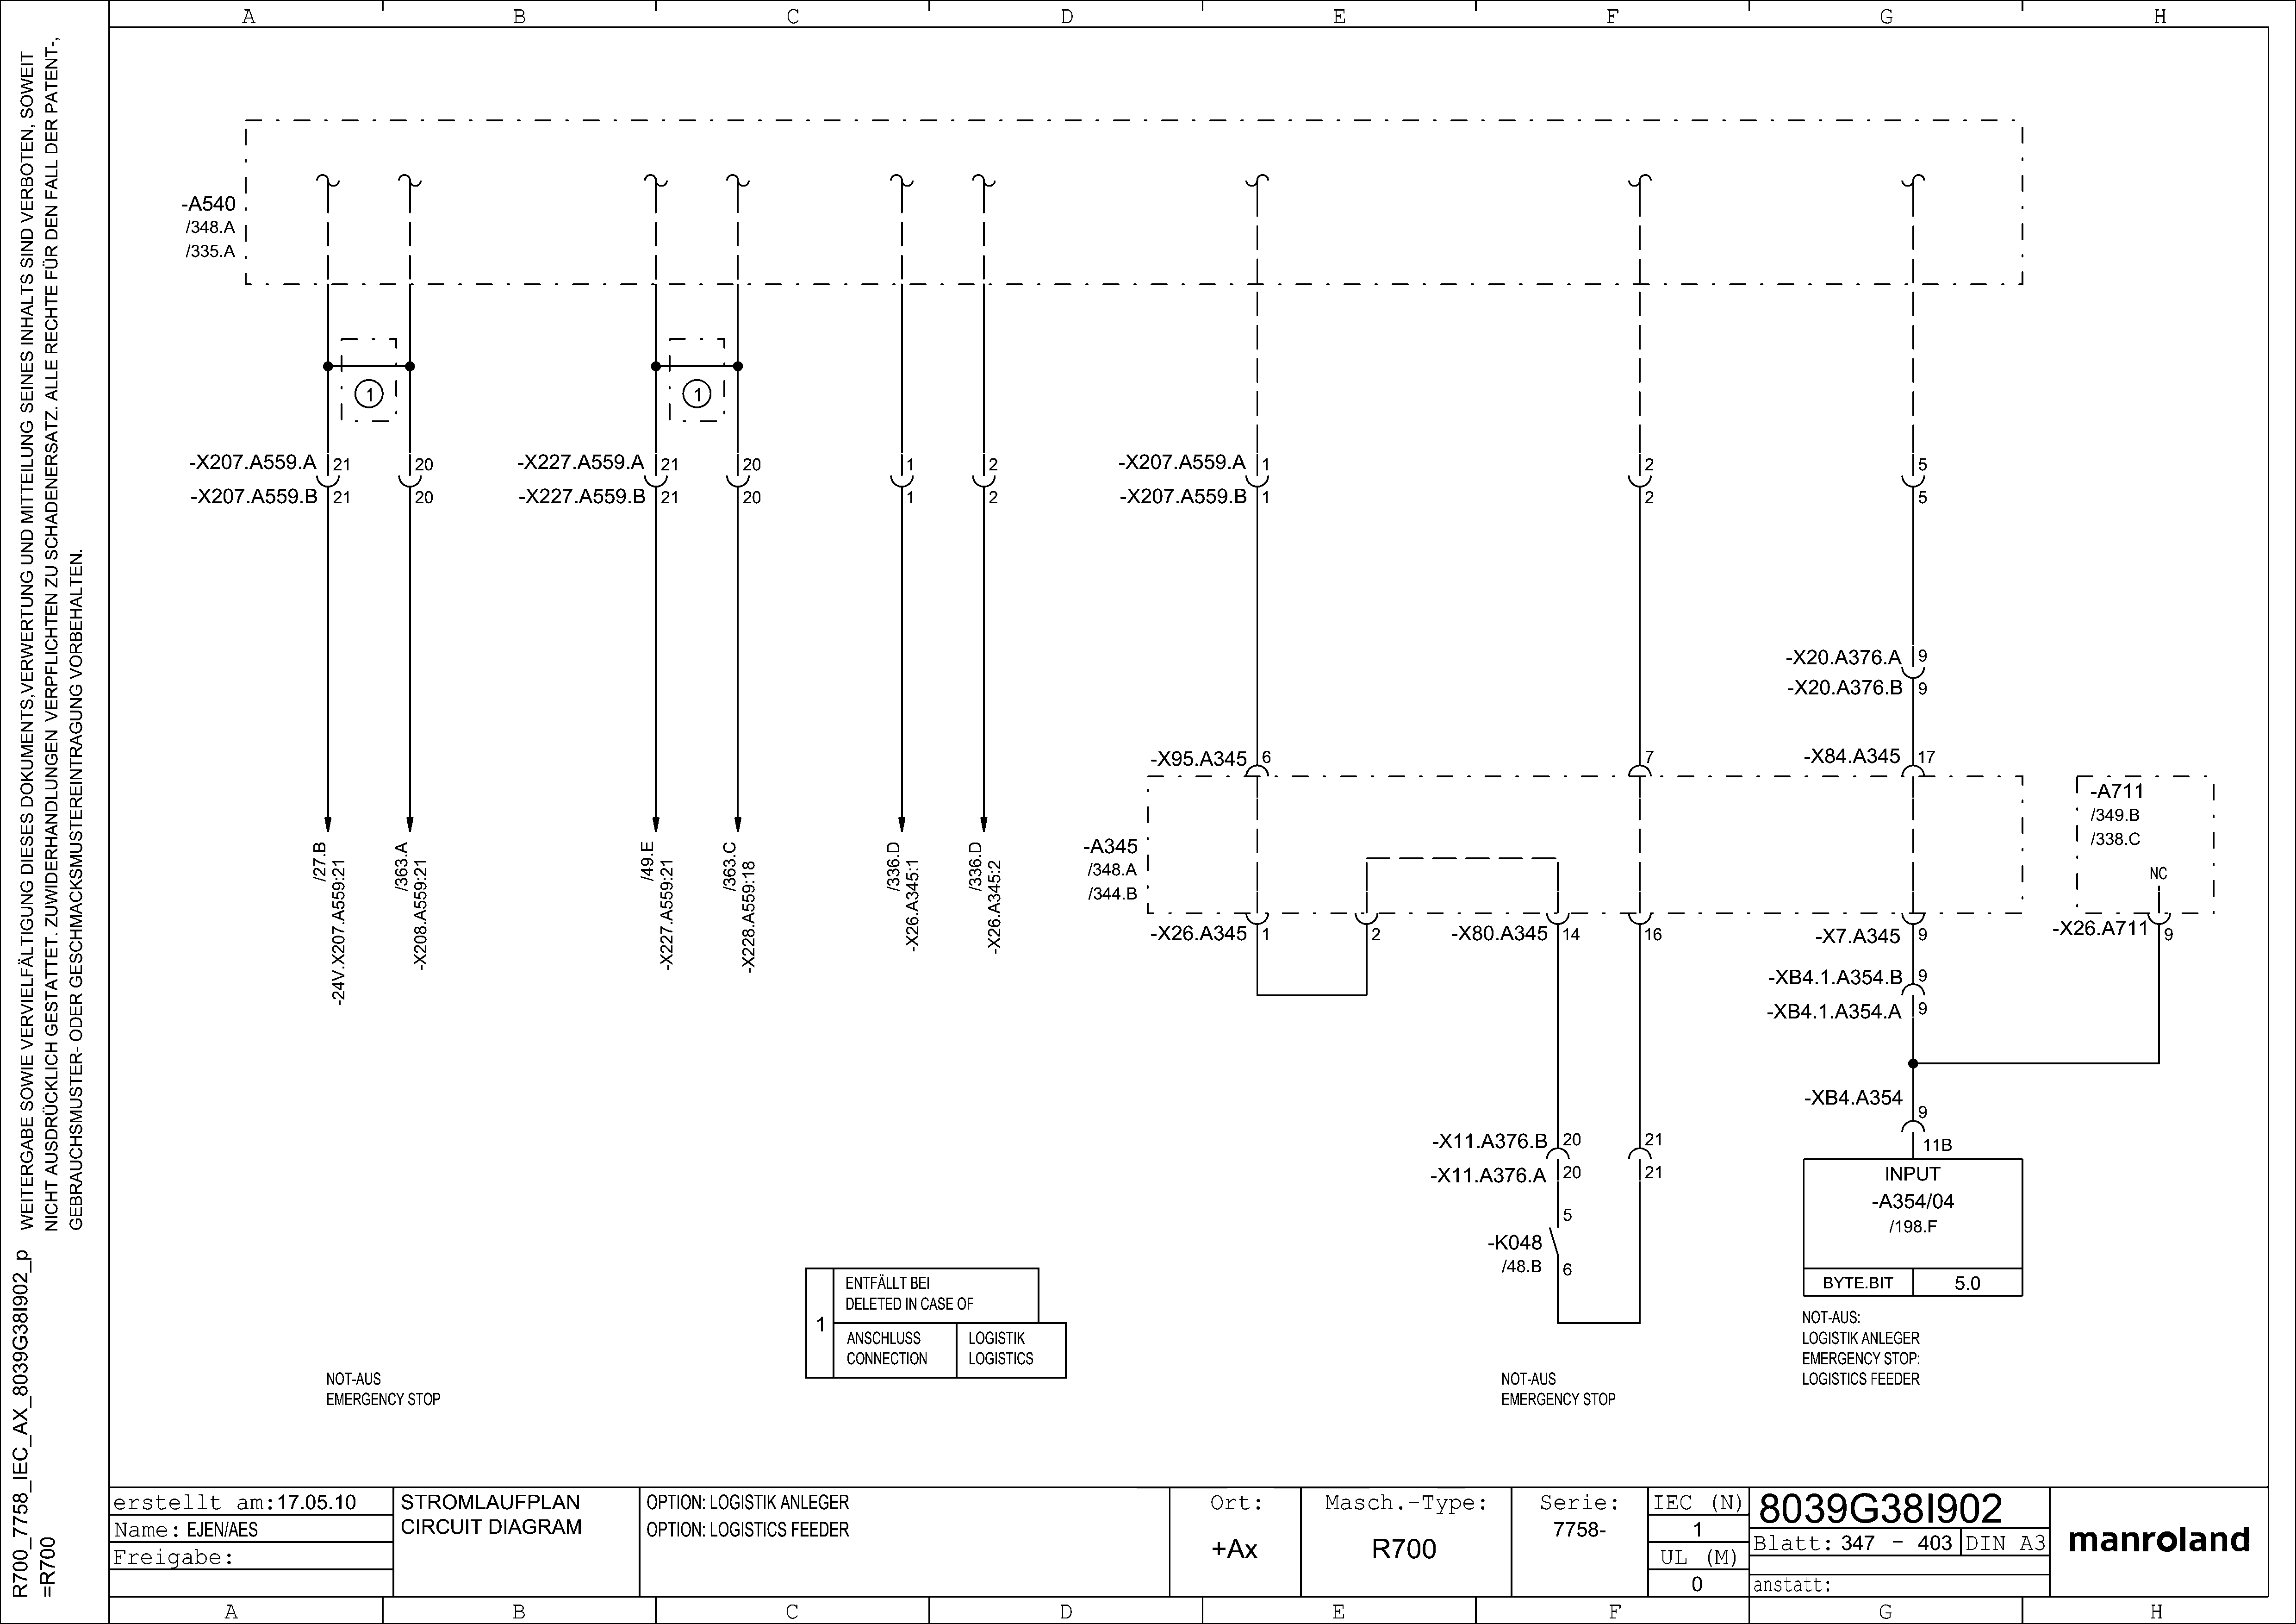 A B C D E F G H
WEITERGABE SOWIE VERVIELFÄLTIGUNG DIESES DOKUMENTS,VERWERTUNG UND MITTEILUNG SEINES INHALTS SIND VERBOTEN, SOWEIT
NICHT AUSDRÜCKLICH GESTATTET. ZUWIDERHANDLUNGEN VERPFLICHTEN ZU SCHADENERSATZ. ALLE RECHTE FÜR DEN FALL DER PATENT-,
GEBRAUCHSMUSTER- ODER GESCHMACKSMUSTEREINTRAGUNG VORBEHALTEN.
R700_7758_IEC_AX_8039G38I902_p
=R700
-A540
/348.A
/335.A
1 1
-X207.A559.A 21 20 -X227.A559.A 21 20 1 2 -X207.A559.A 1 2 5
-X207.A559.B 21 20 -X227.A559.B 21 20 1 2 -X207.A559.B 1 2 5
-X20.A376.A 9
-X20.A376.B 9
-X95.A345 6 7 -X84.A345 17
/27.B
-24V.X207.A559:21
/363.A
-X208.A559:21
/49.E
-X227.A559:21
/363.C
-X228.A559:18
/336.D
-X26.A345:1
/336.D
-X26.A345:2
-A345
/348.A
/344.B
-A711
/349.B
/338.C
NC
-X26.A345 1 2 -X80.A345 14 16 -X7.A345 9 -X26.A711 9
-XB4.1.A354.B 9
-XB4.1.A354.A 9
-XB4.A354 9
-X11.A376.B 20 21
-X11.A376.A 20 21
5
-K048
/48.B 6
11B
INPUT
-A354/04
/198.F
BYTE.BIT 5.0
NOT-AUS:
LOGISTIK ANLEGER
EMERGENCY STOP:
LOGISTICS FEEDER
1
ENTFÄLLT BEI
DELETED IN CASE OF
ANSCHLUSS LOGISTIK
CONNECTION LOGISTICS
NOT-AUS
EMERGENCY STOP
NOT-AUS
EMERGENCY STOP
erstellt am:17.05.10
Name: EJEN/AES
Freigabe:
STROMLAUFPLAN
CIRCUIT DIAGRAM
OPTION: LOGISTIK ANLEGER
OPTION: LOGISTICS FEEDER
Ort:
+Ax
Masch.-Type:
R700
Serie:
7758-
IEC (N)
1
UL (M)
0
8039G38I902
Blatt: 347 - 403 DIN A3
anstatt:
manroland
A B C D E F G H